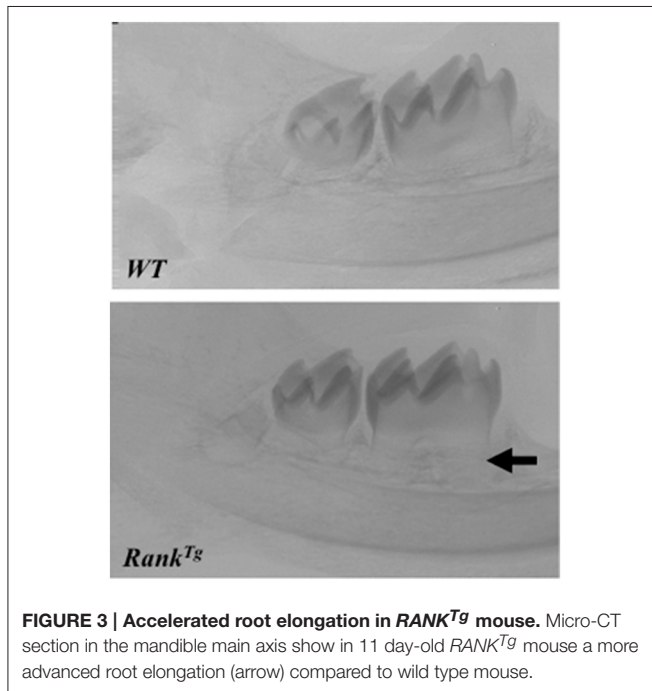 WT
Rank^Tg
FIGURE 3 | Accelerated root elongation in RANK^Tg mouse. Micro-CT
section in the mandible main axis show in 11 day-old RANK^Tg mouse a more
advanced root elongation (arrow) compared to wild type mouse.